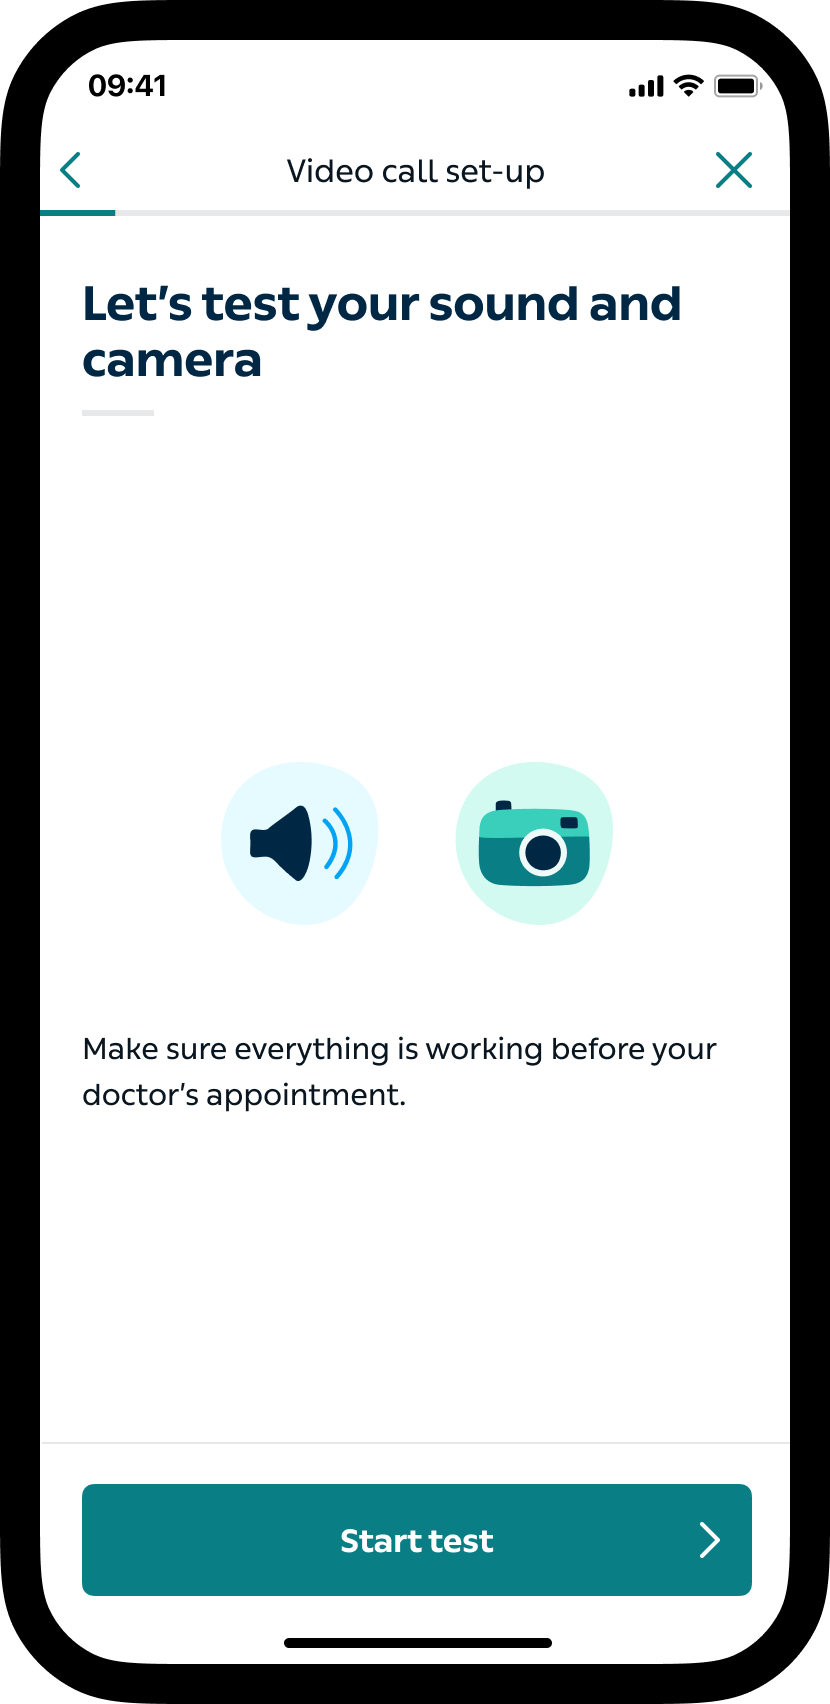 09:41
Video call set-up
Let’s test your sound and
camera
Make sure everything is working before your
doctor’s appointment.
Start test